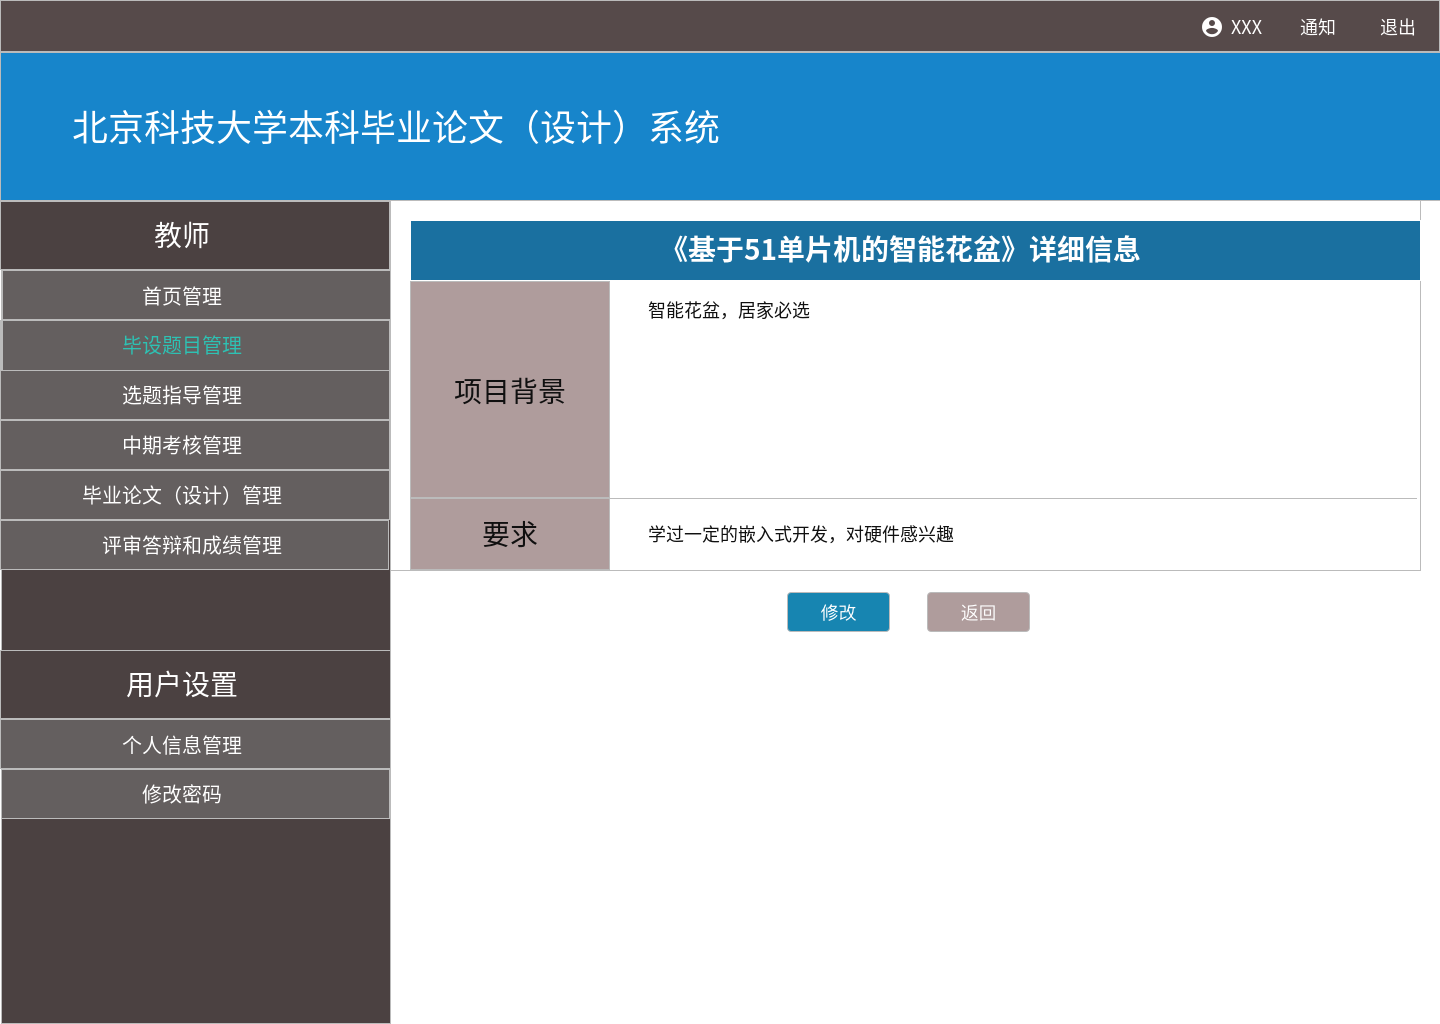 XXX 通知 退出
北京科技大学本科毕业论文（设计）系统
教师
首页管理
毕设题目管理
选题指导管理
中期考核管理
毕业论文（设计）管理
评审答辩和成绩管理
用户设置
个人信息管理
修改密码
《基于51单片机的智能花盆》详细信息
项目背景
智能花盆，居家必选
要求
学过一定的嵌入式开发，对硬件感兴趣
修改 返回